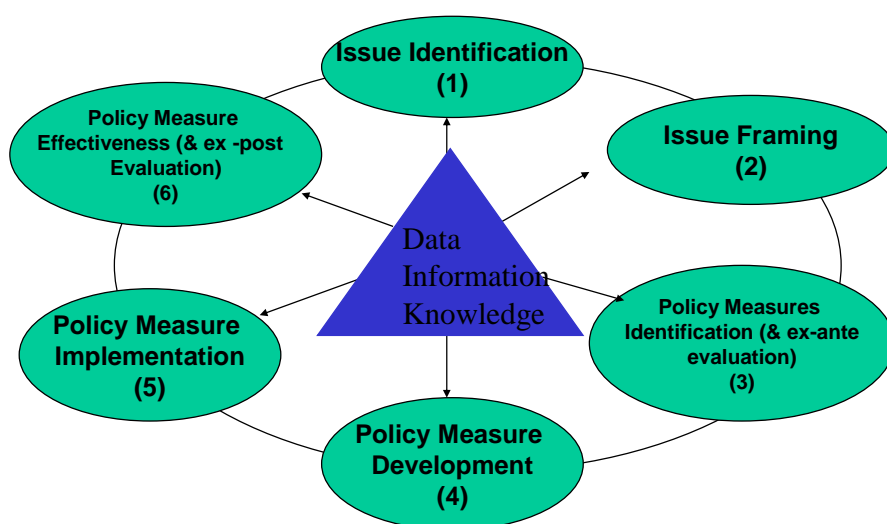 Issue Identification
(1)
Issue Framing
(2)
Policy Measures
Identification (& ex-ante
evaluation)
(3)
Policy Measure
Development
(4)
Policy Measure
Implementation
(5)
Policy Measure
Effectiveness (& ex -post
Evaluation)
(6)
Data
Information
Knowledge